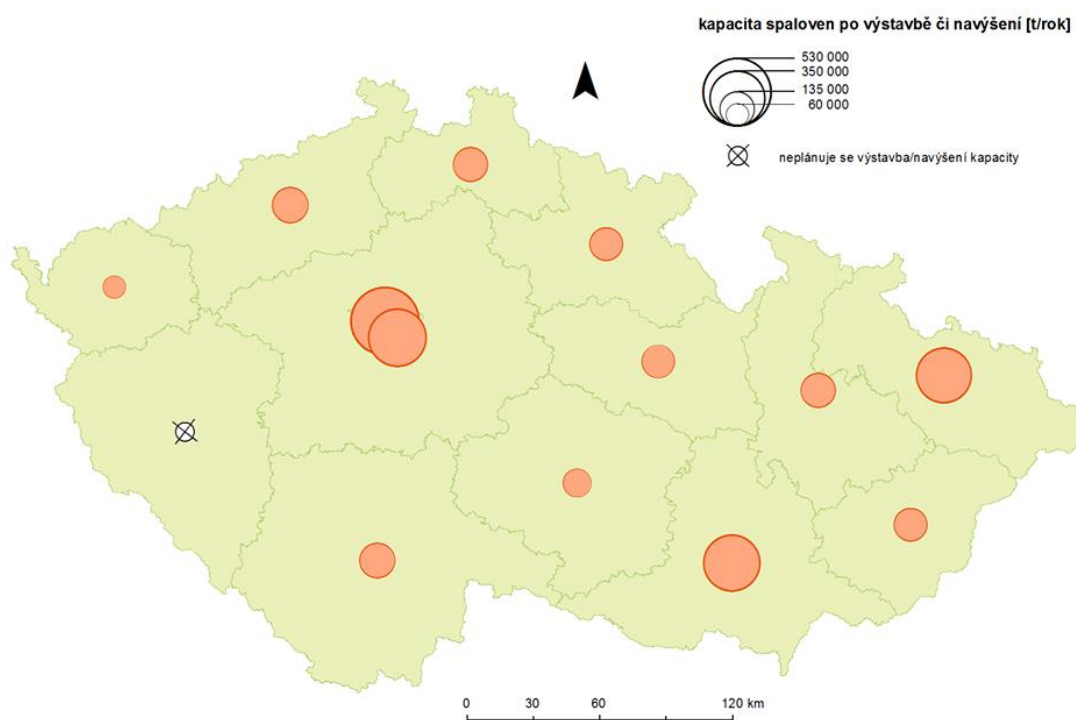 kapacita spaloven po výstavbě či navýšení [t/rok]
530 000
350 000
135 000
60 000
neplánuje se výstavba/navýšení kapacity
0 30 60 120 km